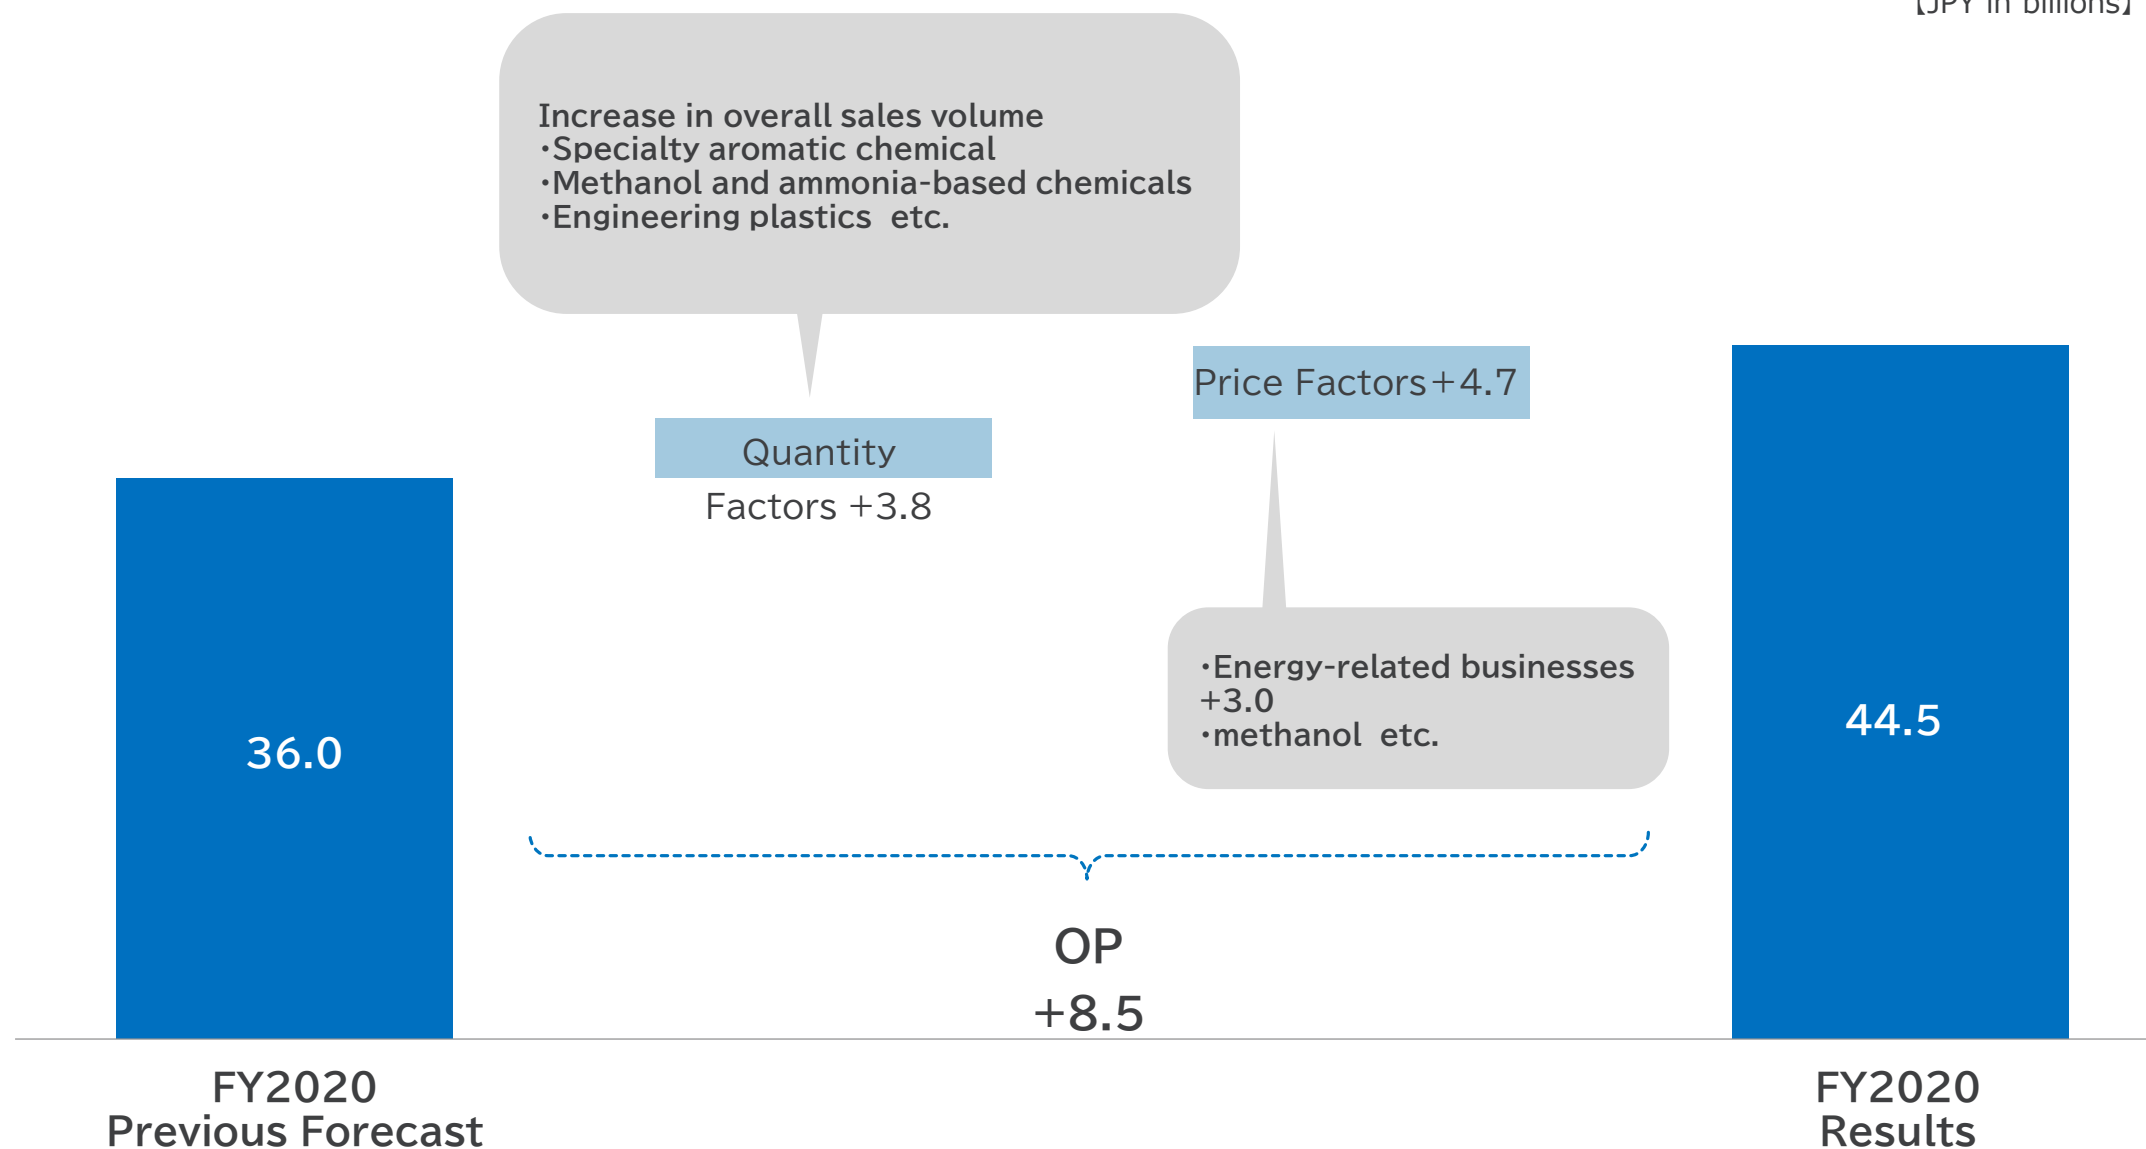 【JPY in billions】
Increase in overall sales volume
・Specialty aromatic chemical
・Methanol and ammonia-based chemicals
・Engineering plastics etc.
Price Factors+4.7
Quantity
Factors +3.8
・Energy-related businesses
+3.0
・methanol etc.
36.0
44.5
OP
+8.5
FY2020
Previous Forecast
FY2020
Results